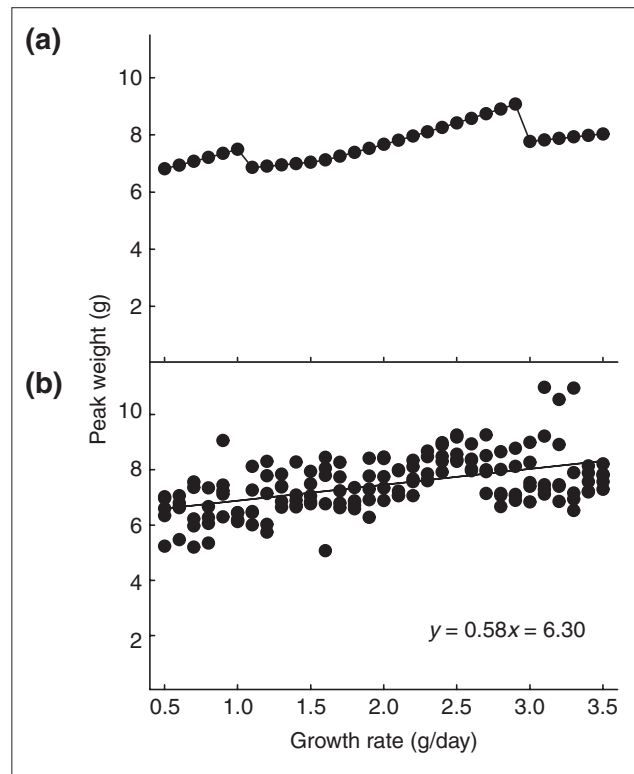 (a)
10
8
6
4
2
Peak weight (g)
(b)
10
8
6
4
2
y = 0.58x = 6.30
0.5 1.0 1.5 2.0 2.5 3.0 3.5
Growth rate (g/day)